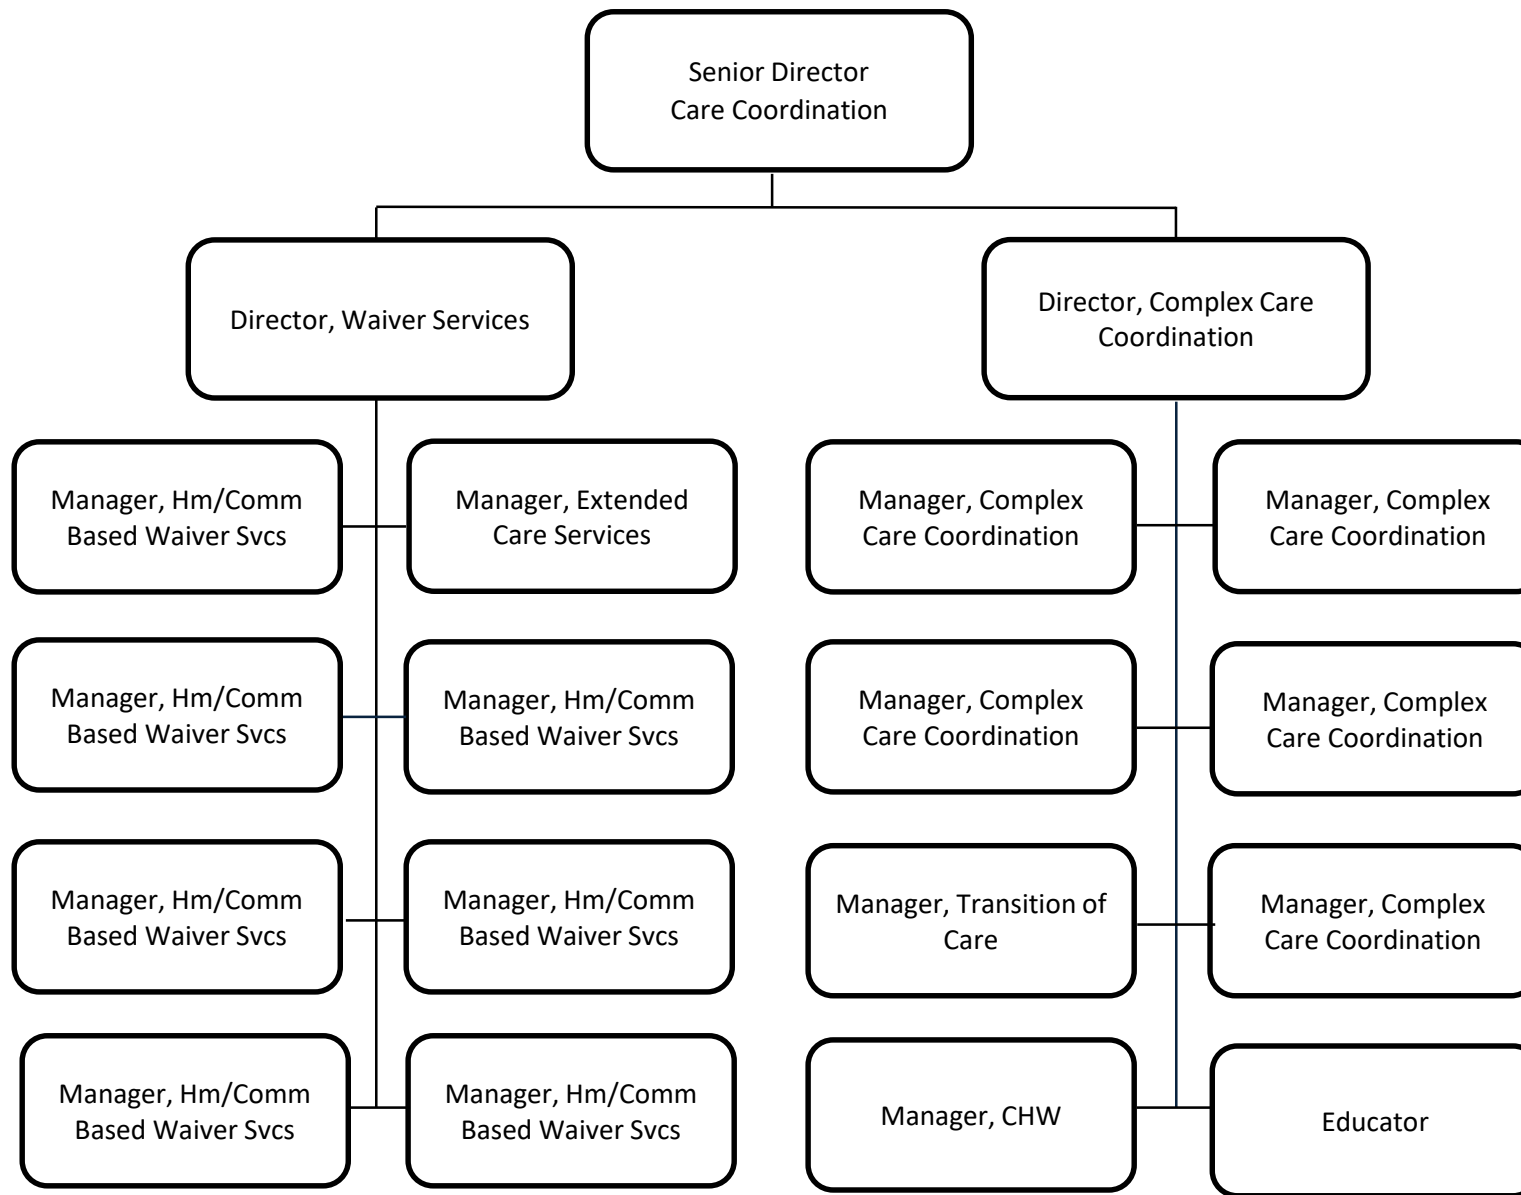 Senior Director
Care Coordination
Director, Waiver Services
Director, Complex Care
Coordination
Manager, Hm/Comm
Based Waiver Svcs
Manager, Extended
Care Services
Manager, Complex
Care Coordination
Manager, Complex
Care Coordination
Manager, Hm/Comm
Based Waiver Svcs
Manager, Hm/Comm
Based Waiver Svcs
Manager, Complex
Care Coordination
Manager, Complex
Care Coordination
Manager, Hm/Comm
Based Waiver Svcs
Manager, Hm/Comm
Based Waiver Svcs
Manager, Transition of
Care
Manager, Complex
Care Coordination
Manager, Hm/Comm
Based Waiver Svcs
Manager, Hm/Comm
Based Waiver Svcs
Manager, CHW
Educator